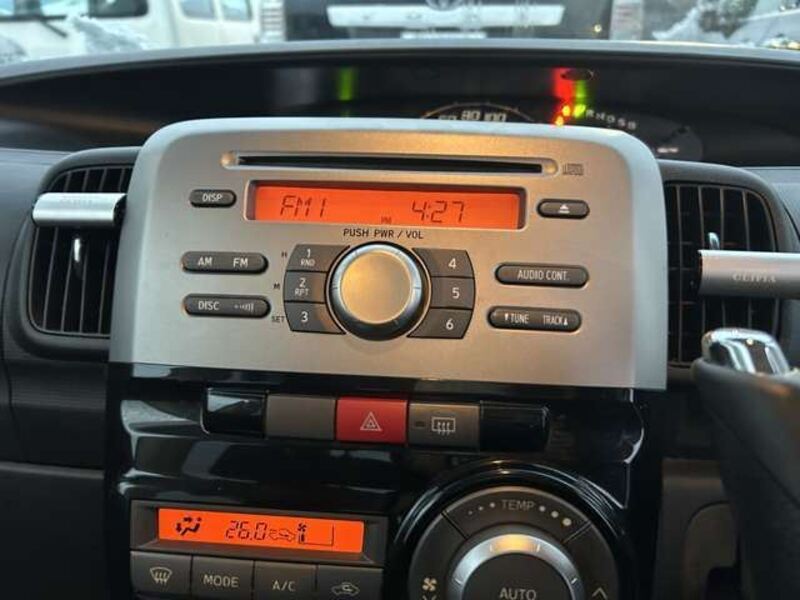 DISP
FM1 PM 4:27
PUSH PWR / VOL
AM FM
H 1 RND 4
AUDIO CONT.
M 2 RPT 5
DISC
SET 3 6
TUNE TRACK
CLIPIA
TEMP
26.0
MODE A/C
AUTO